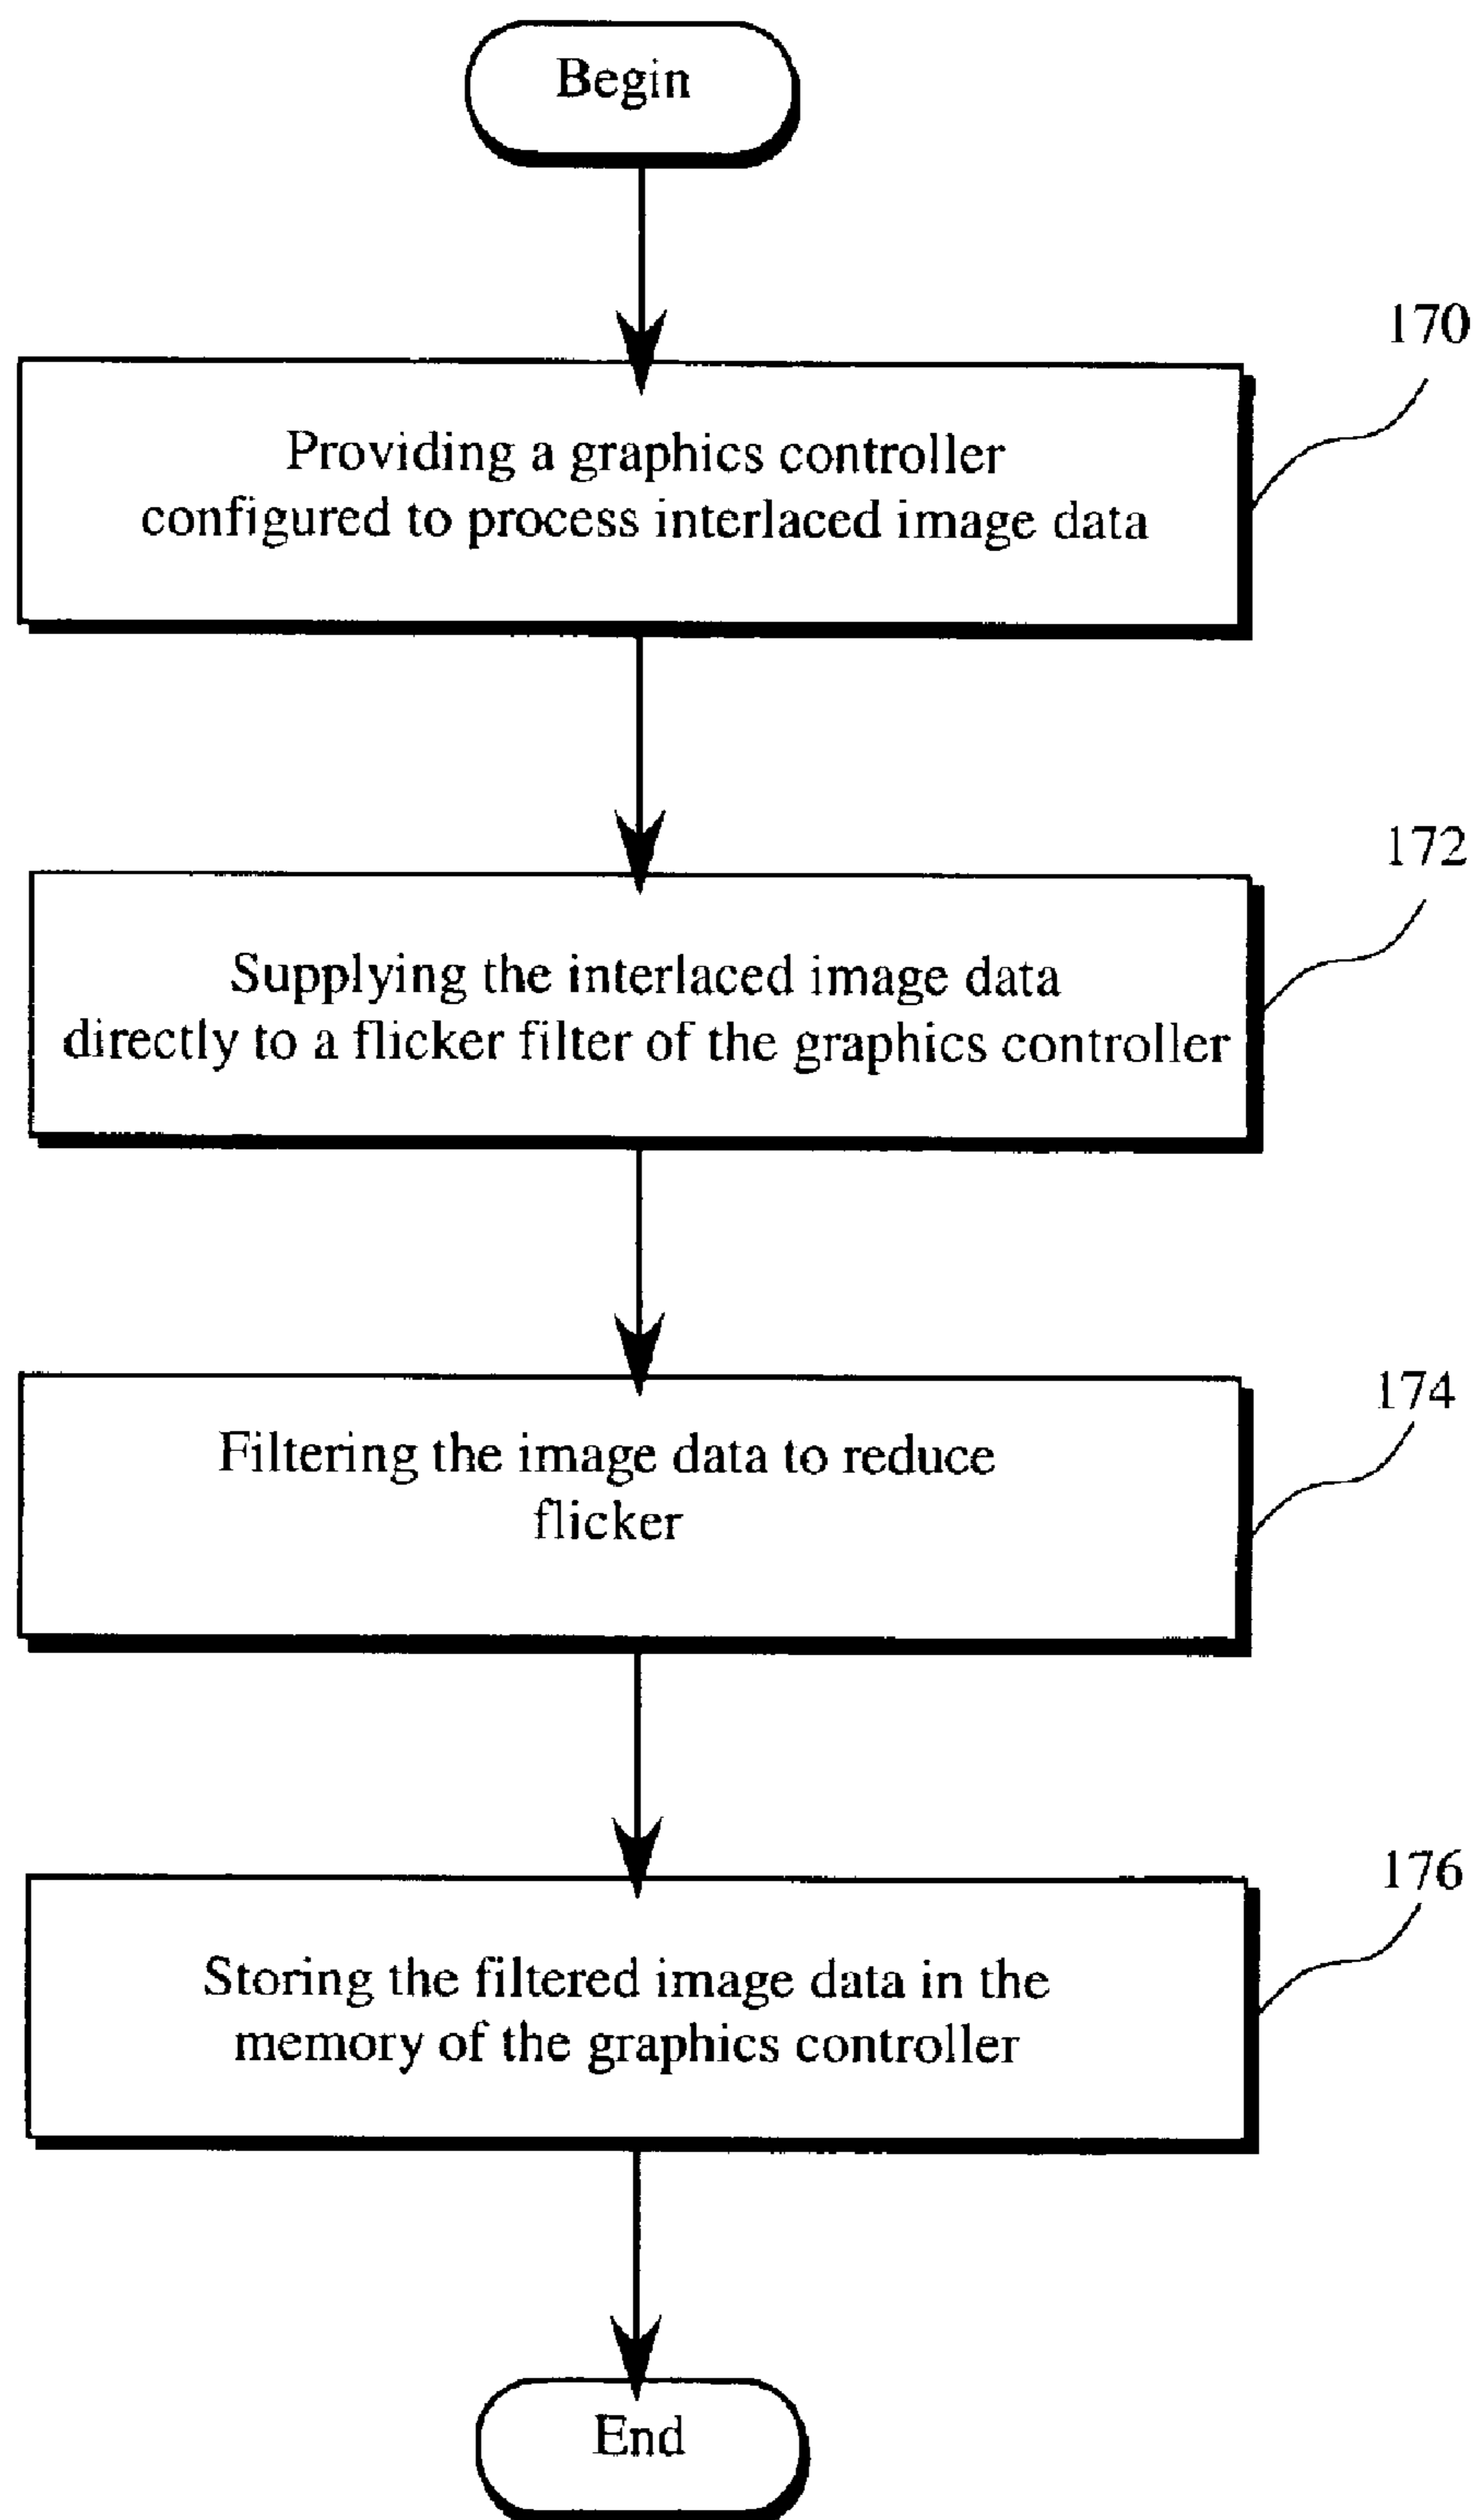 Begin
170
Providing a graphics controller
configured to process interlaced image data
172
Supplying the interlaced image data
directly to a flicker filter of the graphics controller
174
Filtering the image data to reduce
flicker
176
Storing the filtered image data in the
memory of the graphics controller
End